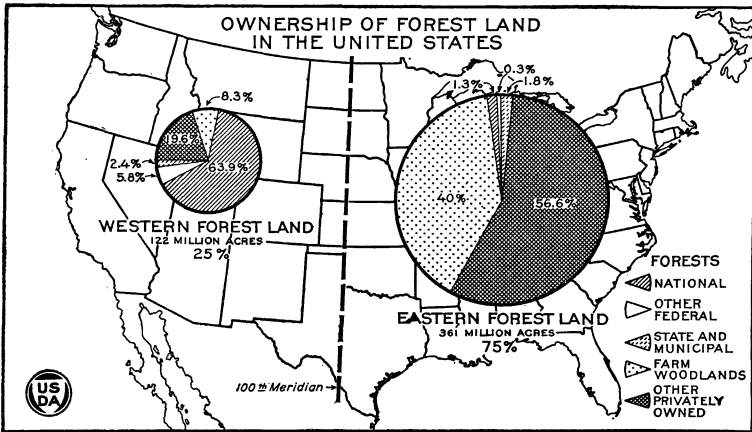 OWNERSHIP OF FOREST LAND
IN THE UNITED STATES
8.3%
19.6%
2.4%
5.8%
63.9%
WESTERN FOREST LAND
122 MILLION ACRES
25%
1.3%
0.3%
1.8%
40%
56.6%
EASTERN FOREST LAND
361 MILLION ACRES
75%
100th Meridian
FORESTS
NATIONAL
OTHER
FEDERAL
STATE AND
MUNICIPAL
FARM
WOODLANDS
OTHER
PRIVATELY
OWNED
US
DA